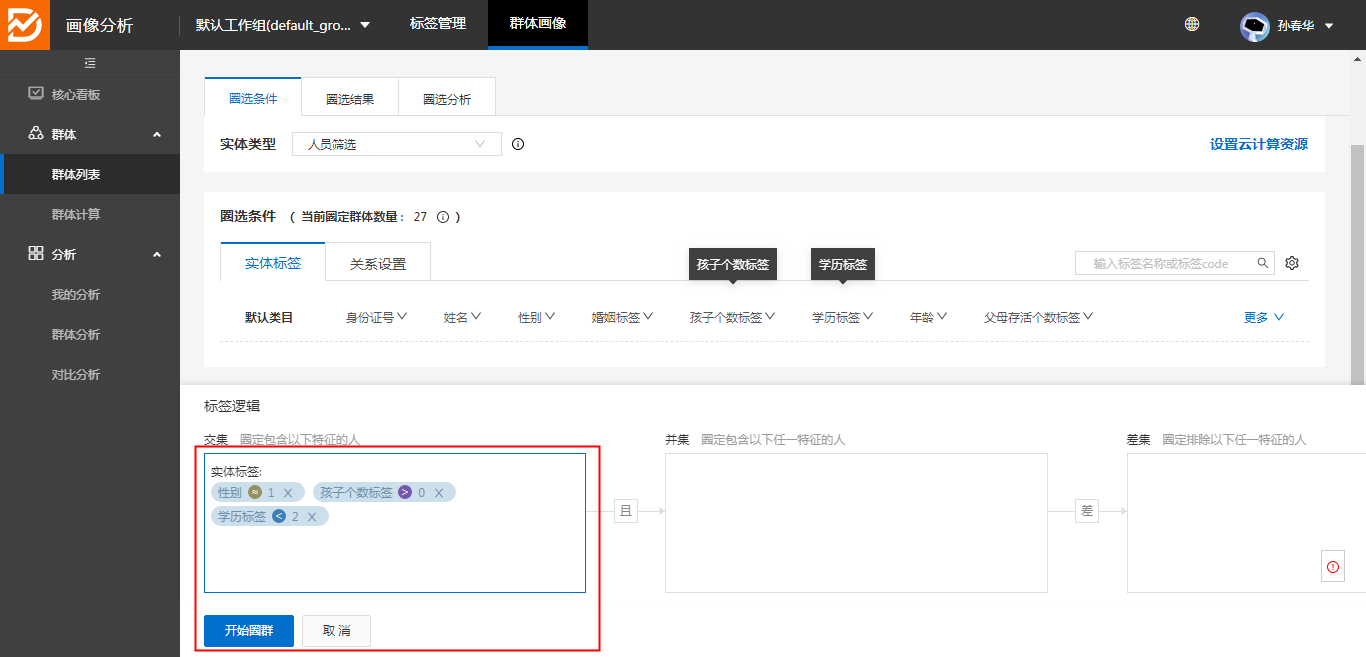 画像分析
默认工作组(default_gro...
标签管理
群体画像
孙春华
核心看板
群体
群体列表
群体计算
分析
我的分析
群体分析
对比分析
圈选条件
圈选结果
圈选分析
实体类型
人员筛选
设置云计算资源
圈选条件 ( 当前圈定群体数量: 27 )
实体标签
关系设置
孩子个数标签
学历标签
输入标签名称或标签code
默认类目 身份证号 姓名 性别 婚姻标签 孩子个数标签 学历标签 年龄 父母存活个数标签 更多
标签逻辑
交集 圈定包含以下特征的人
并集 圈定包含以下任一特征的人
差集 圈定排除以下任一特征的人
实体标签:
性别 ≈ 1 X 孩子个数标签 > 0 X
学历标签 < 2 X
且
差
开始圈群
取 消